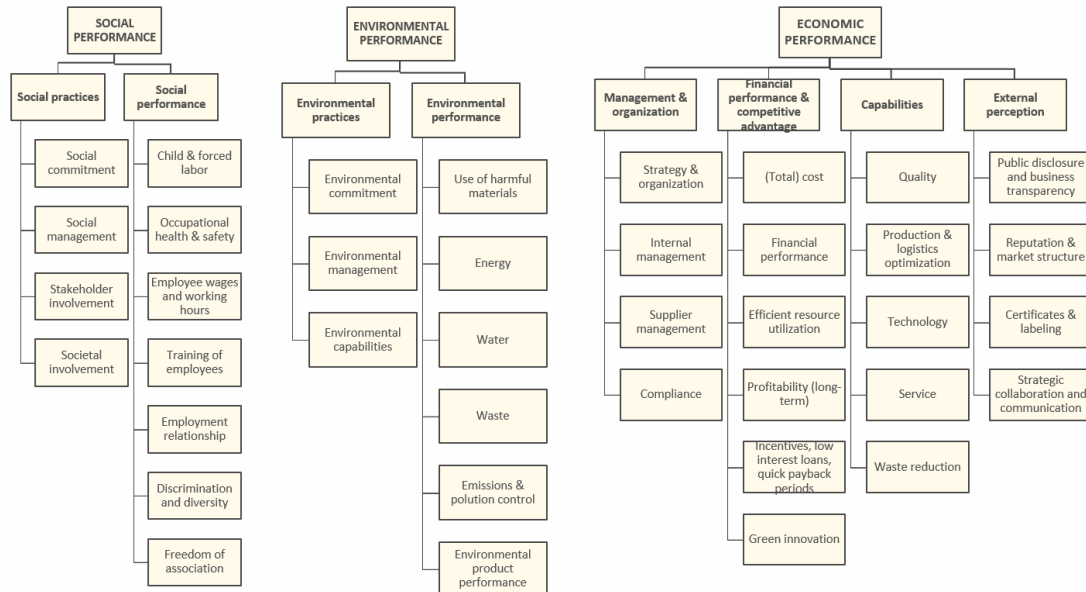 SOCIAL
PERFORMANCE
Social practices
Social
commitment
Social
management
Stakeholder
involvement
Societal
involvement
Social
performance
Child & forced
labor
Occupational
health & safety
Employee wages
and working
hours
Training of
employees
Employment
relationship
Discrimination
and diversity
Freedom of
association
ENVIRONMENTAL
PERFORMANCE
Environmental
practices
Environmental
commitment
Environmental
management
Environmental
capabilities
Environmental
performance
Use of harmful
materials
Energy
Water
Waste
Emissions &
polution control
Environmental
product
performance
ECONOMIC
PERFORMANCE
Management &
organization
Strategy &
organization
Internal
management
Supplier
management
Compliance
Financial
performance &
competitive
advantage
(Total) cost
Financial
performance
Efficient resource
utilization
Profitability (long-
term)
Incentives, low
interest loans,
quick payback
periods
Green innovation
Capabilities
Quality
Production &
logistics
optimization
Technology
Service
Waste reduction
External
perception
Public disclosure
and business
transparency
Reputation &
market structure
Certificates &
labeling
Strategic
collaboration and
communication